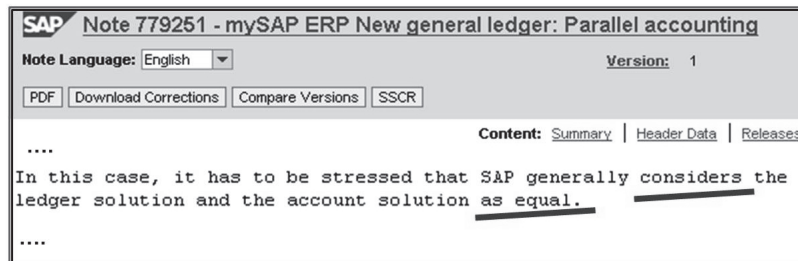 SAP Note 779251 - mySAP ERP New general ledger: Parallel accounting
Note Language: English Version: 1
PDF Download Corrections Compare Versions SSCR
Content: Summary | Header Data | Releases
....
In this case, it has to be stressed that SAP generally considers the
ledger solution and the account solution as equal.
....